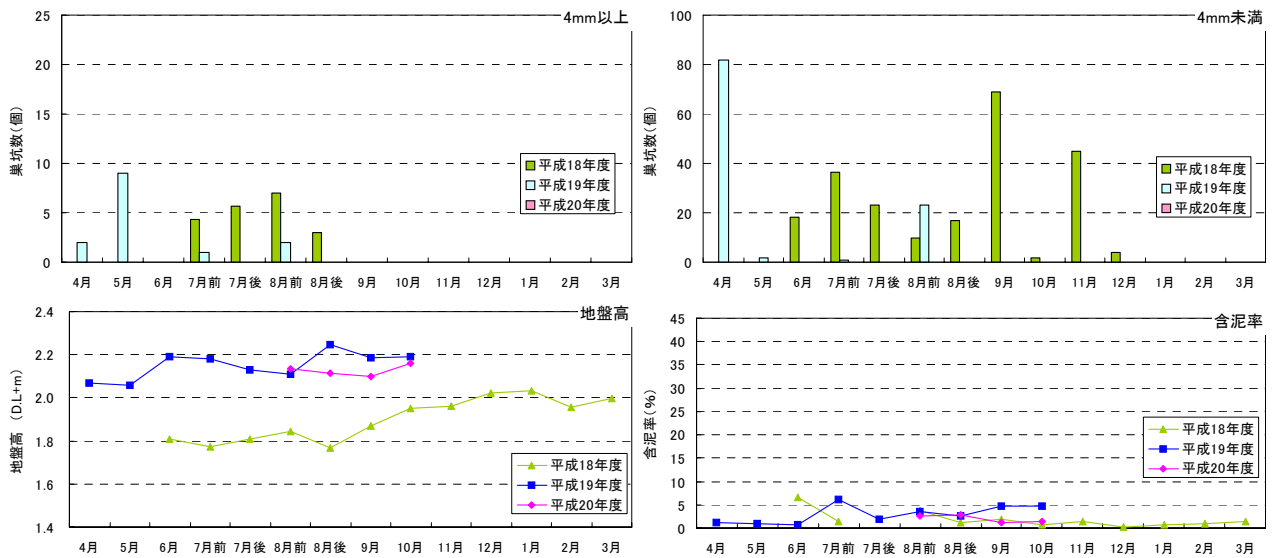 4mm以上
巣坑数(個)
25
20
15
10
5
0
平成18年度
平成19年度
平成20年度
4月 5月 6月 7月前 7月後 8月前 8月後 9月 10月 11月 12月 1月 2月 3月
4mm未満
巣坑数(個)
100
80
60
40
20
0
平成18年度
平成19年度
平成20年度
4月 5月 6月 7月前 7月後 8月前 8月後 9月 10月 11月 12月 1月 2月 3月
地盤高
地盤高 (D.L+m)
2.4
2.2
2.0
1.8
1.6
1.4
平成18年度
平成19年度
平成20年度
4月 5月 6月 7月前 7月後 8月前 8月後 9月 10月 11月 12月 1月 2月 3月
含泥率
含泥率(%)
45
40
35
30
25
20
15
10
5
0
平成18年度
平成19年度
平成20年度
4月 5月 6月 7月前 7月後 8月前 8月後 9月 10月 11月 12月 1月 2月 3月